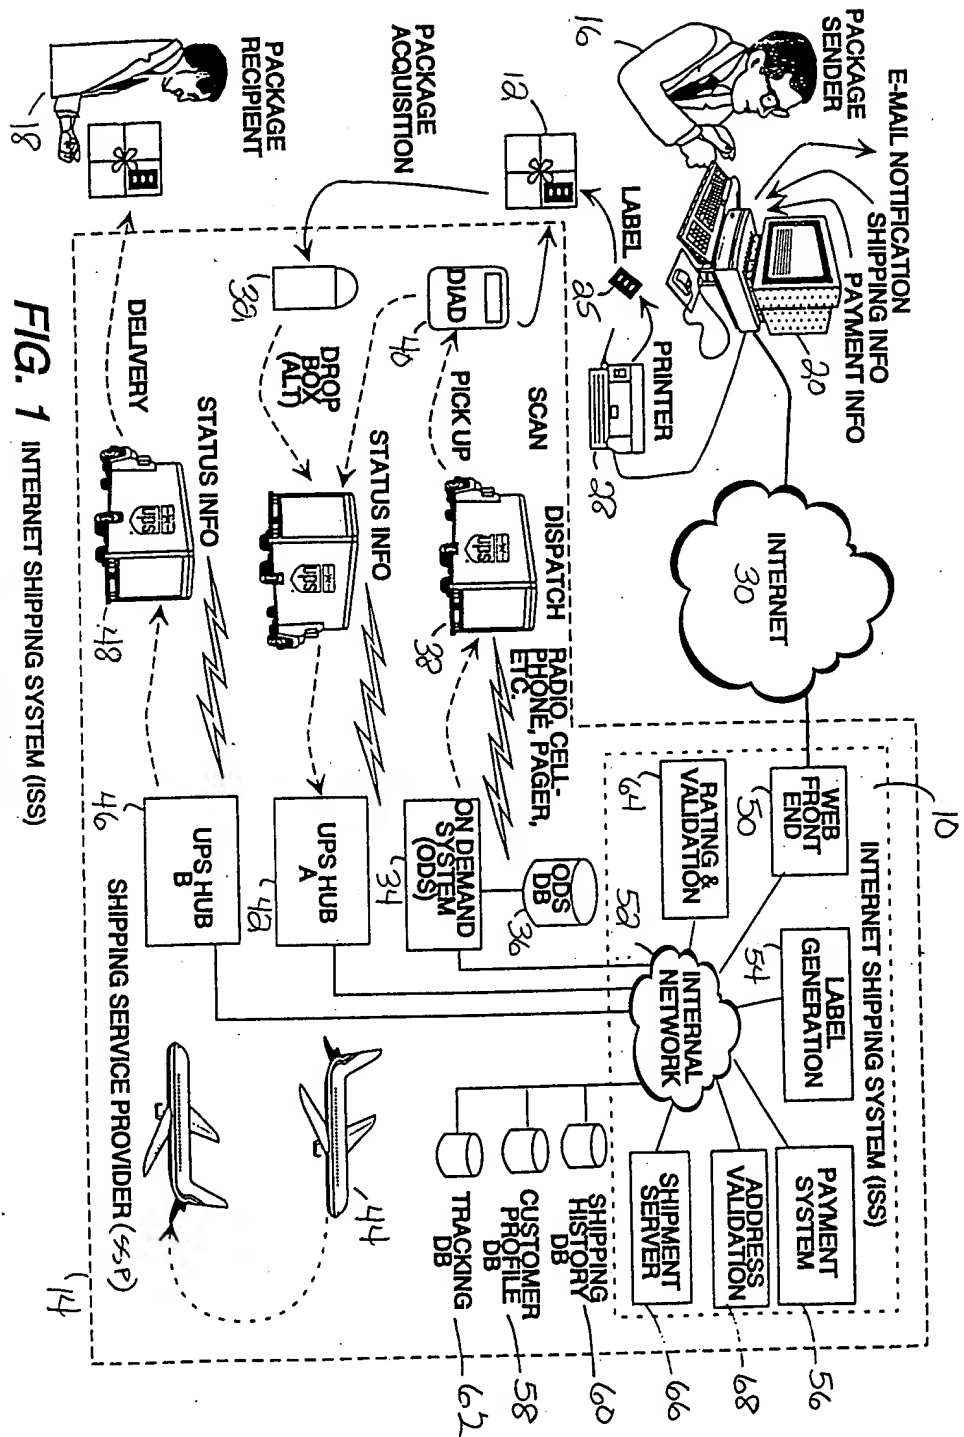 E-MAIL NOTIFICATION
SHIPPING INFO
PAYMENT INFO
PACKAGE
SENDER
16
20
PACKAGE
ACQUISITION
12
LABEL
25
PRINTER
28
INTERNET
30
10
INTERNET SHIPPING SYSTEM (ISS)
WEB
FRONT
END
50
LABEL
GENERATION
54
PAYMENT
SYSTEM
56
RATING &
VALIDATION
64
52
INTERNAL
NETWORK
ADDRESS
VALIDATION
68
SHIPMENT
SERVER
66
SHIPPING
HISTORY
DB
60
CUSTOMER
PROFILE
DB
58
TRACKING
DB
62
SCAN
DISPATCH
RADIO, CELL-
PHONE, PAGER,
ETC.
ODS
DB
36
DIAD
40
PICK UP
ups
38
ON DEMAND
SYSTEM
(ODS)
34
32
DROP
BOX
(ALT)
STATUS INFO
ups
UPS HUB
A
42
44
PACKAGE
RECIPIENT
18
DELIVERY
STATUS INFO
ups
48
UPS HUB
B
46
SHIPPING SERVICE PROVIDER (SSP)
14
FIG. 1 INTERNET SHIPPING SYSTEM (ISS)